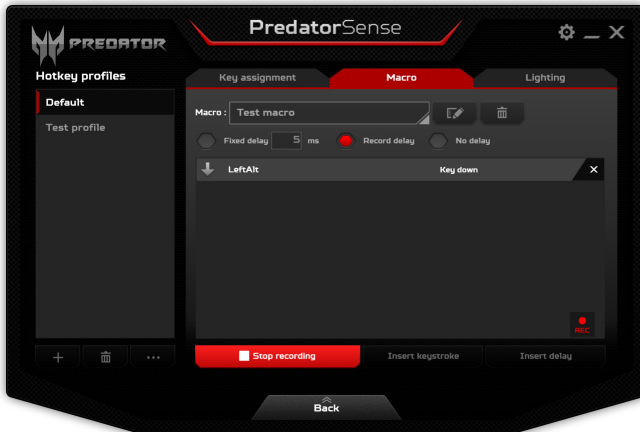 PREDATOR
PredatorSense
Hotkey profiles
Default
Test profile
Key assignment
Macro
Lighting
Macro : Test macro
Fixed delay 5 ms Record delay No delay
LeftAlt Key down
REC
Stop recording
Insert keystroke
Insert delay
Back